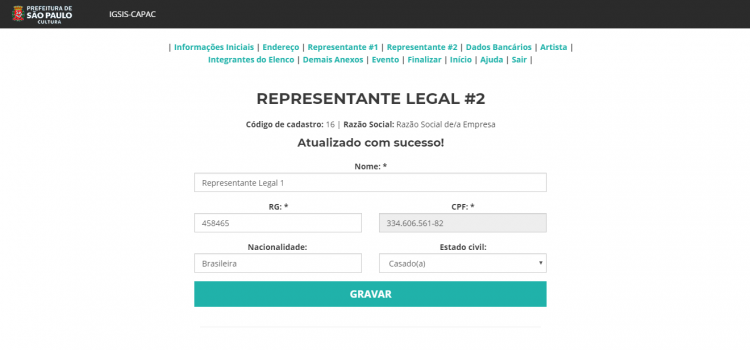 PREFEITURA DE
SÃO PAULO
CULTURA
IGSIS-CAPAC
| Informações Iniciais | Endereço | Representante #1 | Representante #2 | Dados Bancários | Artista |
Integrantes do Elenco | Demais Anexos | Evento | Finalizar | Início | Ajuda | Sair |
REPRESENTANTE LEGAL #2
Código de cadastro: 16 | Razão Social: Razão Social de/a Empresa
Atualizado com sucesso!
Nome: *
Representante Legal 1
RG: * CPF: *
458465 334.606.561-82
Nacionalidade: Estado civil:
Brasileira Casado(a)
GRAVAR